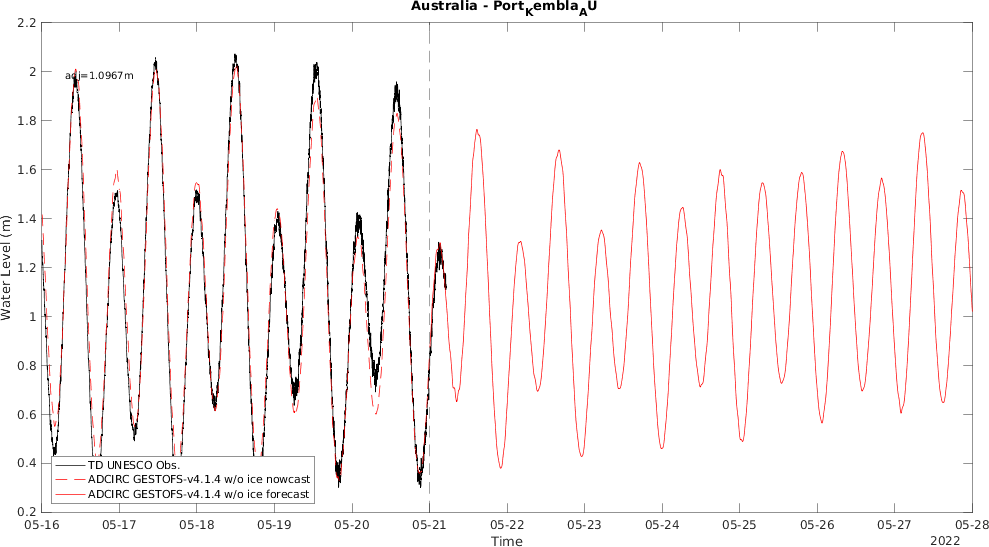 Australia - PortKemblaAU
adj=1.0967m
2.2
2
1.8
1.6
1.4
1.2
1
0.8
0.6
0.4
0.2
Water Level (m)
TD UNESCO Obs.
ADCIRC GESTOFS-v4.1.4 w/o ice nowcast
ADCIRC GESTOFS-v4.1.4 w/o ice forecast
05-16 05-17 05-18 05-19 05-20 05-21 05-22 05-23 05-24 05-25 05-26 05-27 05-28
Time
2022